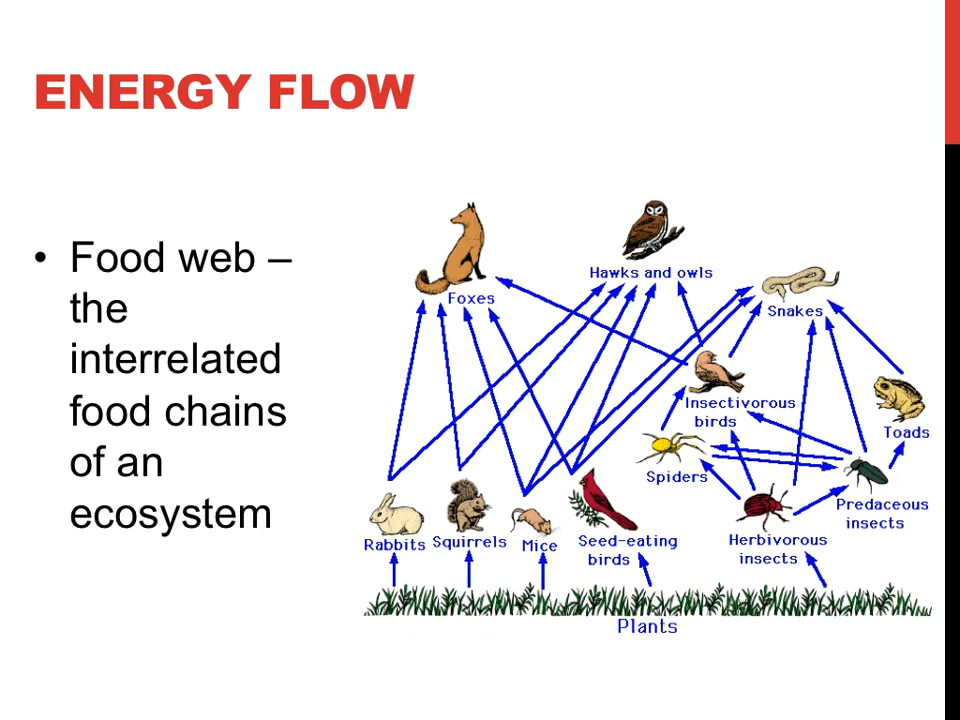 ENERGY FLOW
• Food web –
the
interrelated
food chains
of an
ecosystem
Hawks and owls
Foxes
Snakes
Insectivorous
birds
Toads
Spiders
Predaceous
insects
Rabbits
Squirrels
Mice
Seed-eating
birds
Herbivorous
insects
Plants